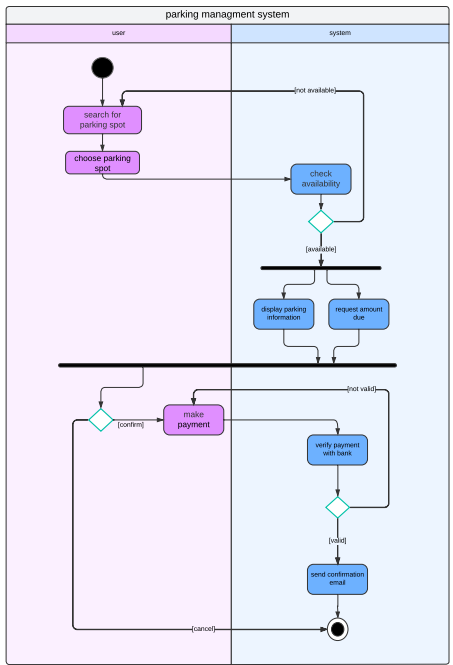 parking managment system
user
system
[not available]
search for
parking spot
choose parking
spot
check
availability
[available]
display parking
information
request amount
due
[not valid]
make
payment
[confirm]
verify payment
with bank
[valid]
send confirmation
email
[cancel]